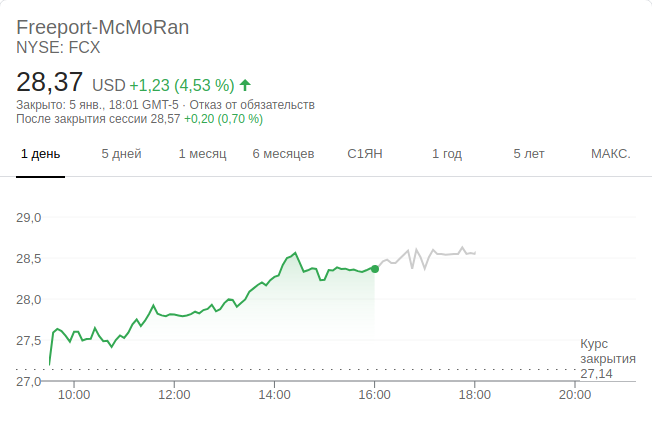 Freeport-McMoRan
NYSE: FCX
28,37 USD +1,23 (4,53 %)
Закрыто: 5 янв., 18:01 GMT-5 · Отказ от обязательств
После закрытия сессии 28,57 +0,20 (0,70 %)
1 день 5 дней 1 месяц 6 месяцев С1ЯН 1 год 5 лет МАКС.
29,0
28,5
28,0
27,5
27,0
Курс
закрытия
27,14
10:00 12:00 14:00 16:00 18:00 20:00